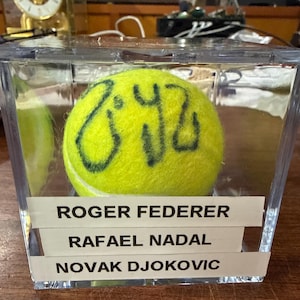 ROGER FEDERER
RAFAEL NADAL
NOVAK DJOKOVIC